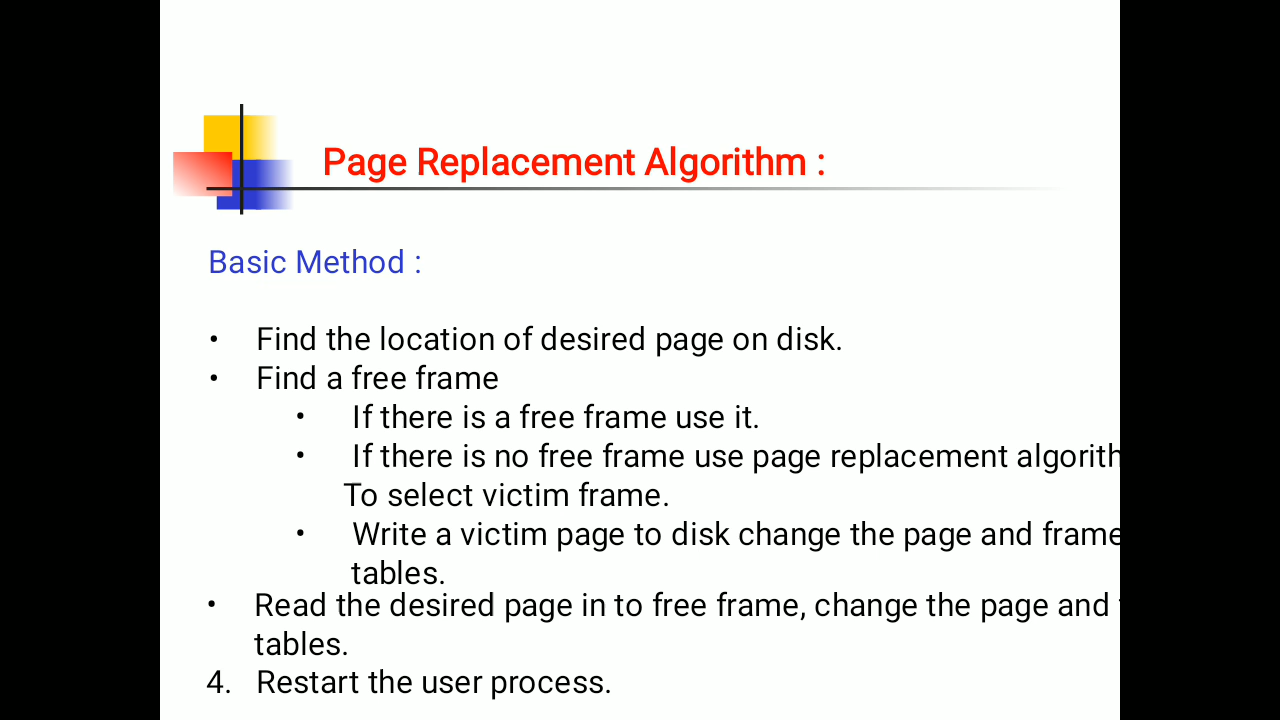 Page Replacement Algorithm :
Basic Method :
• Find the location of desired page on disk.
• Find a free frame
• If there is a free frame use it.
• If there is no free frame use page replacement algorith
To select victim frame.
• Write a victim page to disk change the page and frame
tables.
• Read the desired page in to free frame, change the page and
tables.
4. Restart the user process.